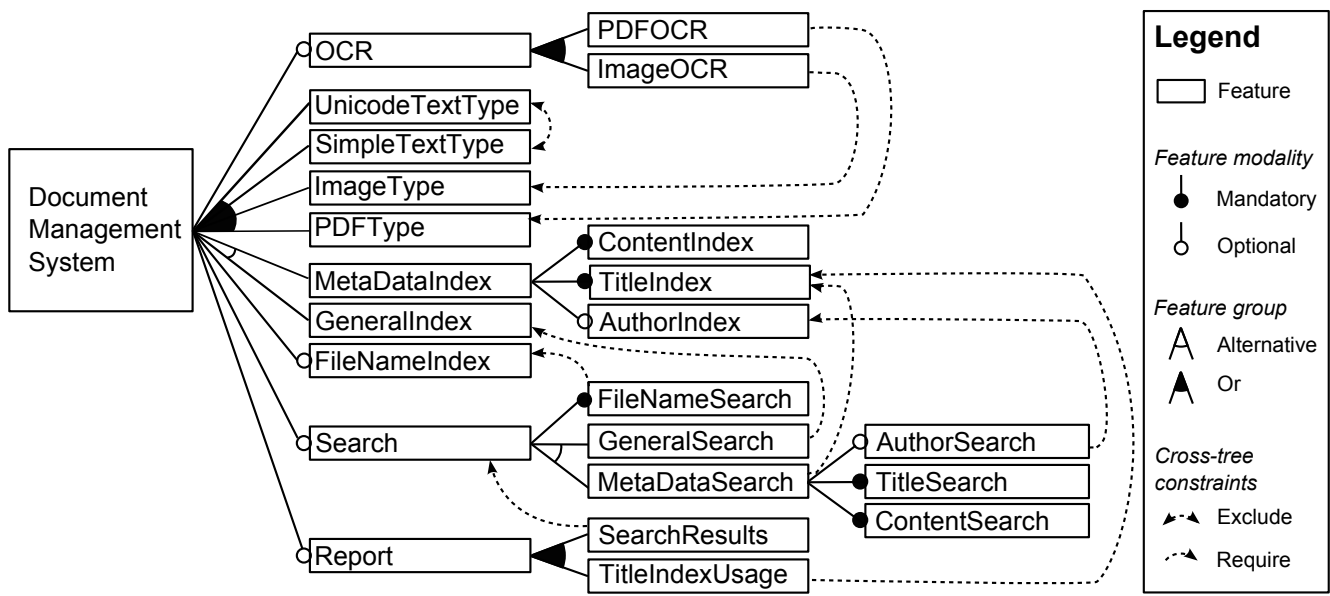 OCR
PDFOCR
ImageOCR
UnicodeTextType
SimpleTextType
ImageType
PDFType
Document
Management
System
MetaDataIndex
ContentIndex
TitleIndex
AuthorIndex
GeneralIndex
FileNameIndex
Search
FileNameSearch
GeneralSearch
MetaDataSearch
AuthorSearch
TitleSearch
ContentSearch
Report
SearchResults
TitleIndexUsage
Legend
Feature
Feature modality
Mandatory
Optional
Feature group
Alternative
Or
Cross-tree
constraints
Exclude
Require